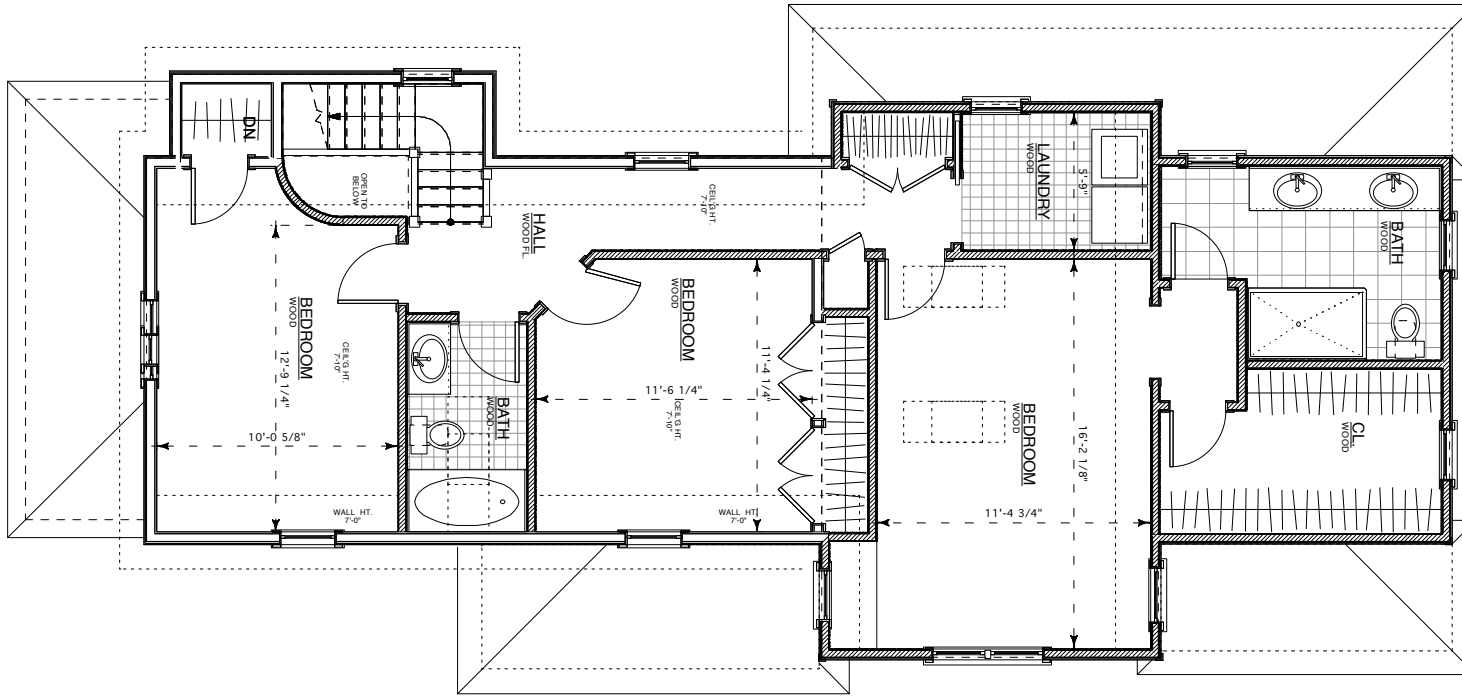 DN
OPEN TO
BELOW
HALL
WOOD FL.
CEIL'G HT.
7'-10"
LAUNDRY
WOOD
5'-9"
BATH
WOOD
BEDROOM
WOOD
12'-9 1/4"
CEIL'G HT.
7'-10"
10'-0 5/8"
WALL HT.
7'-0"
BATH
WOOD
BEDROOM
WOOD
11'-4 1/4"
11'-6 1/4"
CEIL'G HT.
7'-10"
WALL HT.
7'-0"
BEDROOM
WOOD
16'-2 1/8"
11'-4 3/4"
CL.
WOOD